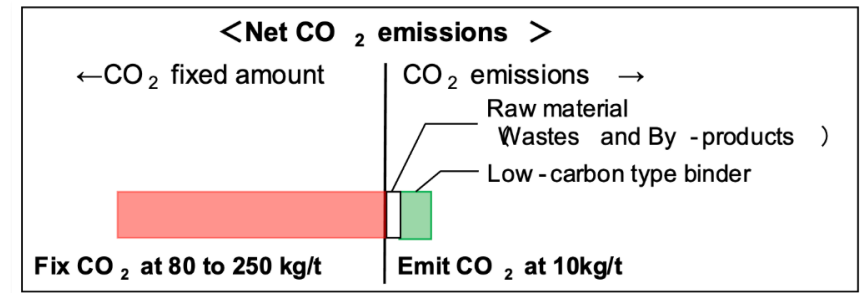 ＜Net CO2 emissions ＞
←CO2 fixed amount
CO2 emissions →
Raw material
(Wastes and By-products)
Low-carbon type binder
Fix CO2 at 80 to 250 kg/t
Emit CO2 at 10kg/t